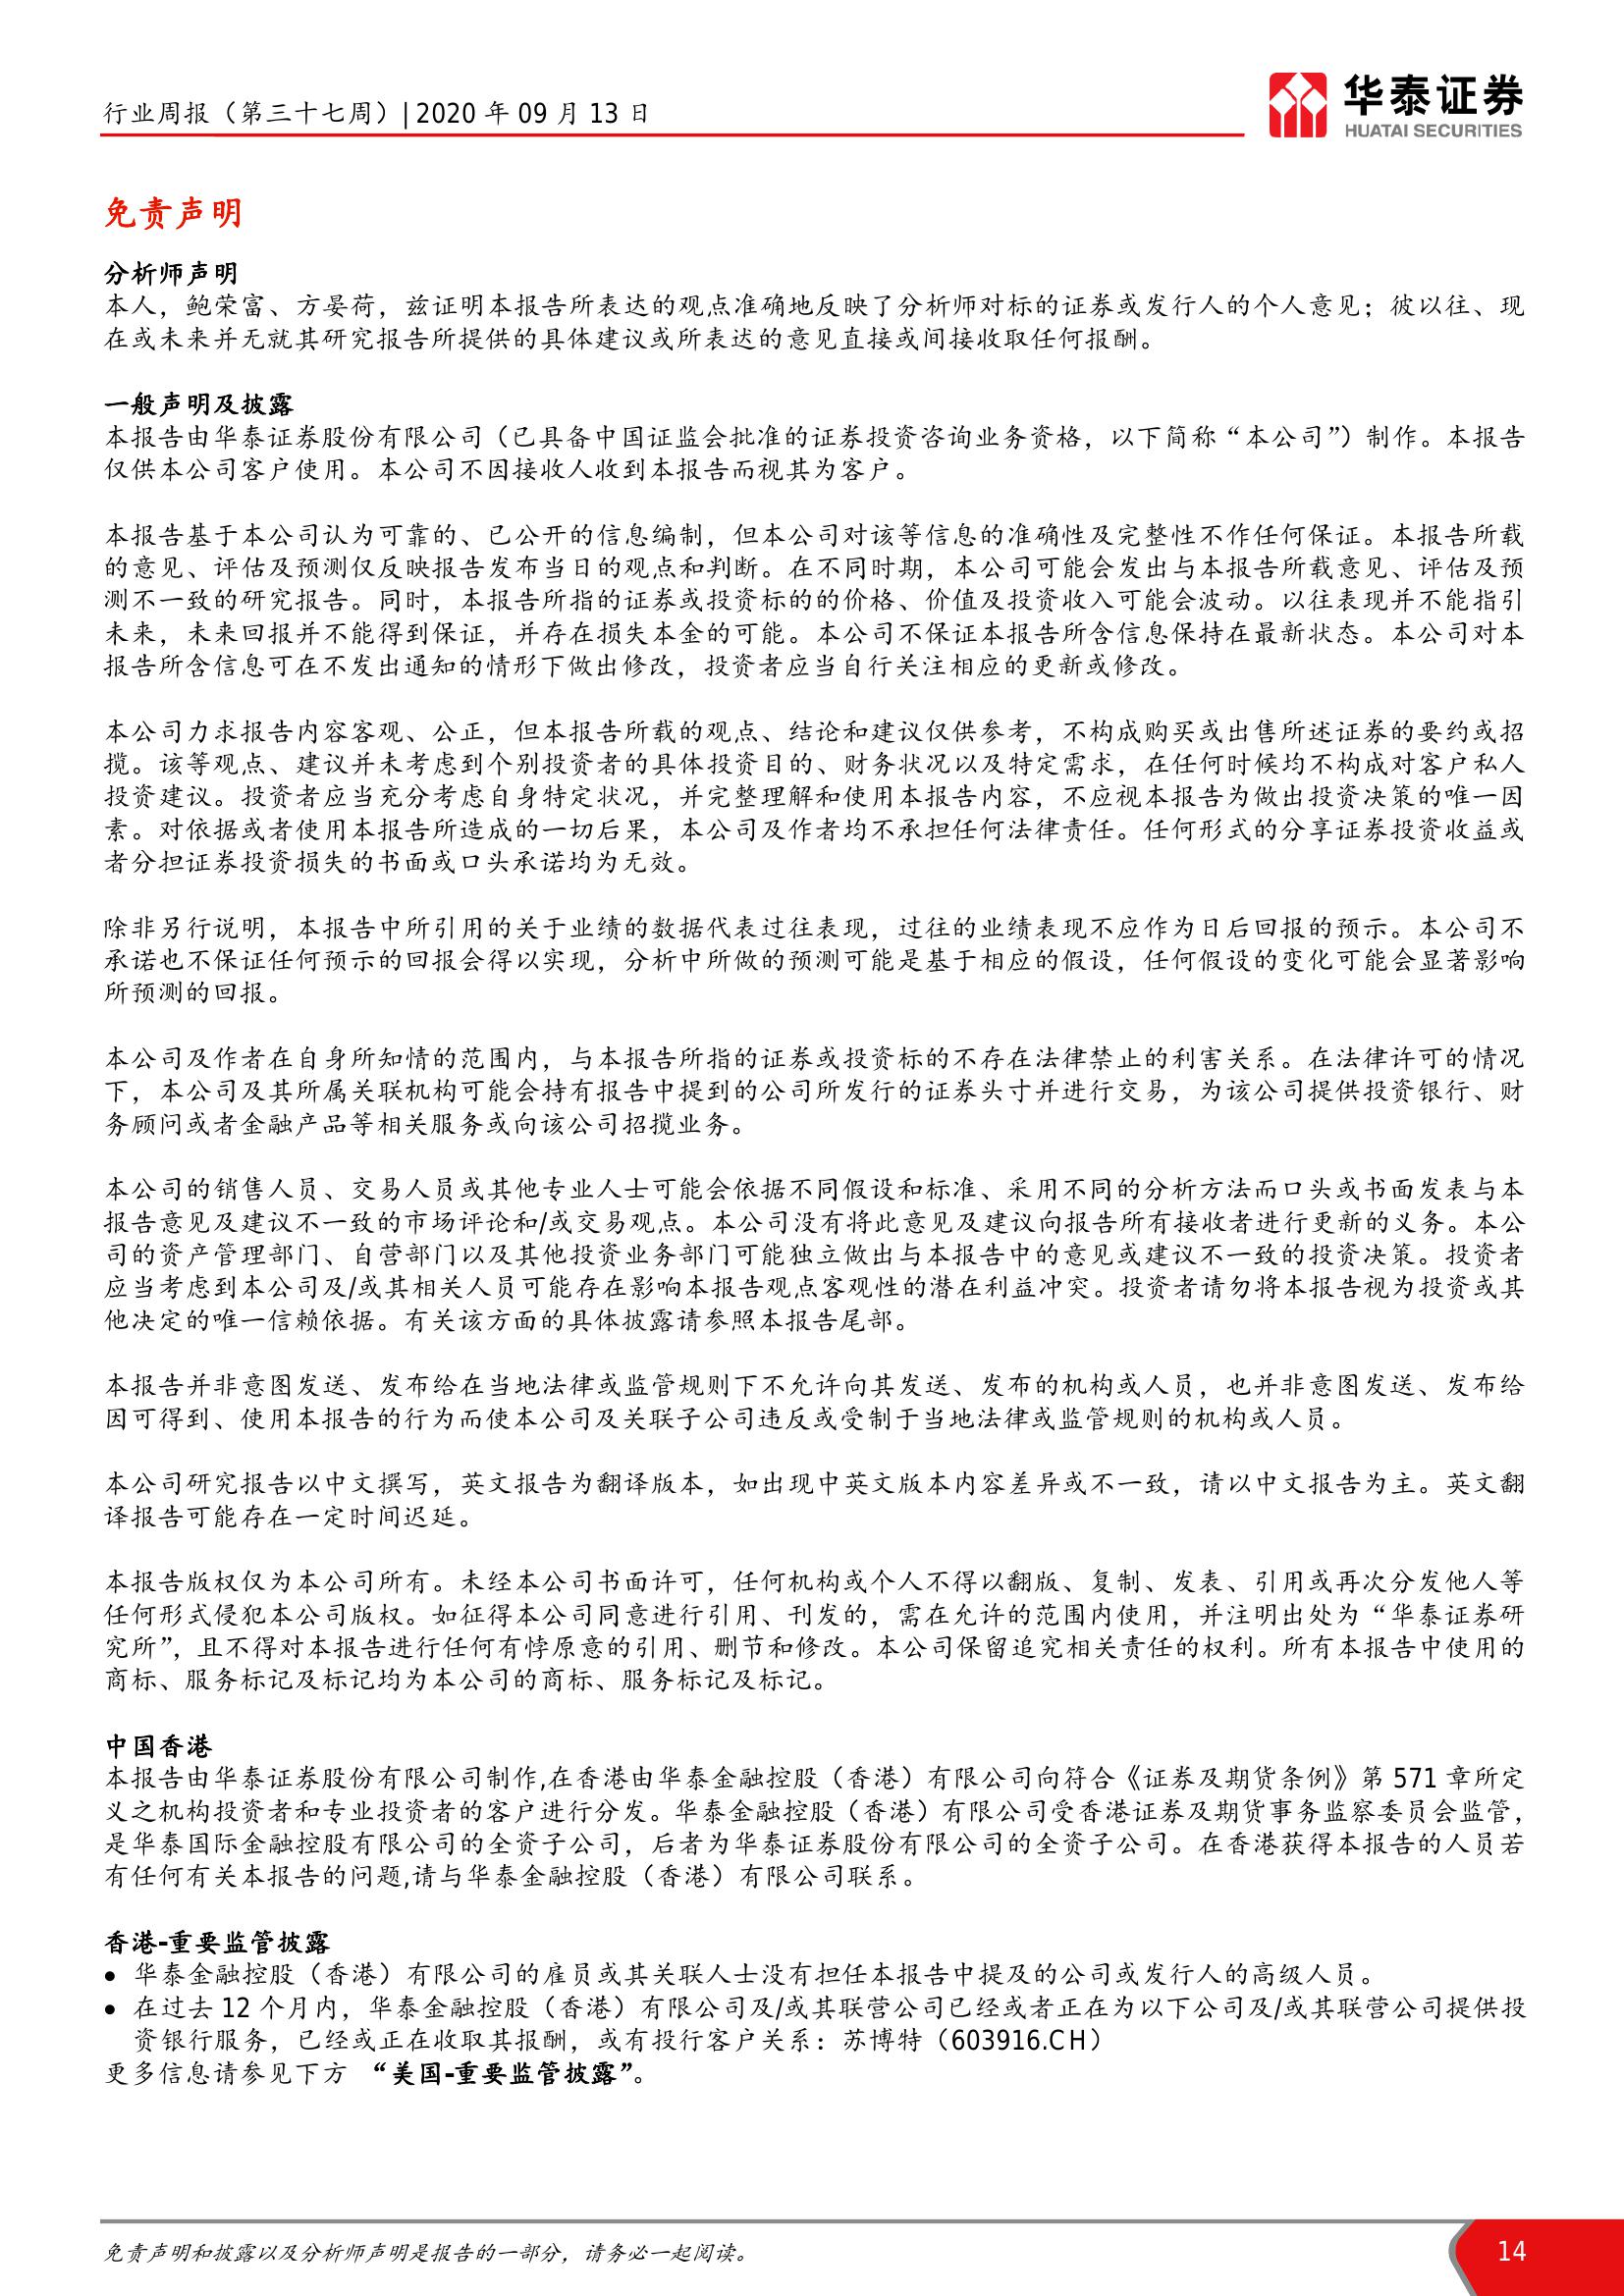 行业周报（第三十七周）| 2020 年 09 月 13 日
华泰证券
HUATAI SECURITIES
免责声明
分析师声明
本人，鲍荣富、方晏荷，兹证明本报告所表达的观点准确地反映了分析师对标的证券或发行人的个人意见；彼以往、现
在或未来并无就其研究报告所提供的具体建议或所表达的意见直接或间接收取任何报酬。
一般声明及披露
本报告由华泰证券股份有限公司（已具备中国证监会批准的证券投资咨询业务资格，以下简称“本公司”）制作。本报告
仅供本公司客户使用。本公司不因接收人收到本报告而视其为客户。
本报告基于本公司认为可靠的、已公开的信息编制，但本公司对该等信息的准确性及完整性不作任何保证。本报告所载
的意见、评估及预测仅反映报告发布当日的观点和判断。在不同时期，本公司可能会发出与本报告所载意见、评估及预
测不一致的研究报告。同时，本报告所指的证券或投资标的的价格、价值及投资收入可能会波动。以往表现并不能指引
未来，未来回报并不能得到保证，并存在损失本金的可能。本公司不保证本报告所含信息保持在最新状态。本公司对本
报告所含信息可在不发出通知的情形下做出修改，投资者应当自行关注相应的更新或修改。
本公司力求报告内容客观、公正，但本报告所载的观点、结论和建议仅供参考，不构成购买或出售所述证券的要约或招
揽。该等观点、建议并未考虑到个别投资者的具体投资目的、财务状况以及特定需求，在任何时候均不构成对客户私人
投资建议。投资者应当充分考虑自身特定状况，并完整理解和使用本报告内容，不应视本报告为做出投资决策的唯一因
素。对依据或者使用本报告所造成的一切后果，本公司及作者均不承担任何法律责任。任何形式的分享证券投资收益或
者分担证券投资损失的书面或口头承诺均为无效。
除非另行说明，本报告中所引用的关于业绩的数据代表过往表现，过往的业绩表现不应作为日后回报的预示。本公司不
承诺也不保证任何预示的回报会得以实现，分析中所做的预测可能是基于相应的假设，任何假设的变化可能会显著影响
所预测的回报。
本公司及作者在自身所知情的范围内，与本报告所指的证券或投资标的不存在法律禁止的利害关系。在法律许可的情况
下，本公司及其所属关联机构可能会持有报告中提到的公司所发行的证券头寸并进行交易，为该公司提供投资银行、财
务顾问或者金融产品等相关服务或向该公司招揽业务。
本公司的销售人员、交易人员或其他专业人士可能会依据不同假设和标准、采用不同的分析方法而口头或书面发表与本
报告意见及建议不一致的市场评论和/或交易观点。本公司没有将此意见及建议向报告所有接收者进行更新的义务。本公
司的资产管理部门、自营部门以及其他投资业务部门可能独立做出与本报告中的意见或建议不一致的投资决策。投资者
应当考虑到本公司及/或其相关人员可能存在影响本报告观点客观性的潜在利益冲突。投资者请勿将本报告视为投资或其
他决定的唯一信赖依据。有关该方面的具体披露请参照本报告尾部。
本报告并非意图发送、发布给在当地法律或监管规则下不允许向其发送、发布的机构或人员，也并非意图发送、发布给
因可得到、使用本报告的行为而使本公司及关联子公司违反或受制于当地法律或监管规则的机构或人员。
本公司研究报告以中文撰写，英文报告为翻译版本，如出现中英文版本内容差异或不一致，请以中文报告为主。英文翻
译报告可能存在一定时间迟延。
本报告版权仅为本公司所有。未经本公司书面许可，任何机构或个人不得以翻版、复制、发表、引用或再次分发他人等
任何形式侵犯本公司版权。如征得本公司同意进行引用、刊发的，需在允许的范围内使用，并注明出处为“华泰证券研
究所”，且不得对本报告进行任何有悖原意的引用、删节和修改。本公司保留追究相关责任的权利。所有本报告中使用的
商标、服务标记及标记均为本公司的商标、服务标记及标记。
中国香港
本报告由华泰证券股份有限公司制作,在香港由华泰金融控股（香港）有限公司向符合《证券及期货条例》第 571 章所定
义之机构投资者和专业投资者的客户进行分发。华泰金融控股（香港）有限公司受香港证券及期货事务监察委员会监管，
是华泰国际金融控股有限公司的全资子公司，后者为华泰证券股份有限公司的全资子公司。在香港获得本报告的人员若
有任何有关本报告的问题,请与华泰金融控股（香港）有限公司联系。
香港-重要监管披露
• 华泰金融控股（香港）有限公司的雇员或其关联人士没有担任本报告中提及的公司或发行人的高级人员。
• 在过去 12 个月内，华泰金融控股（香港）有限公司及/或其联营公司已经或者正在为以下公司及/或其联营公司提供投
资银行服务，已经或正在收取其报酬，或有投行客户关系：苏博特（603916.CH）
更多信息请参见下方 “美国-重要监管披露”。
免责声明和披露以及分析师声明是报告的一部分，请务必一起阅读。
14